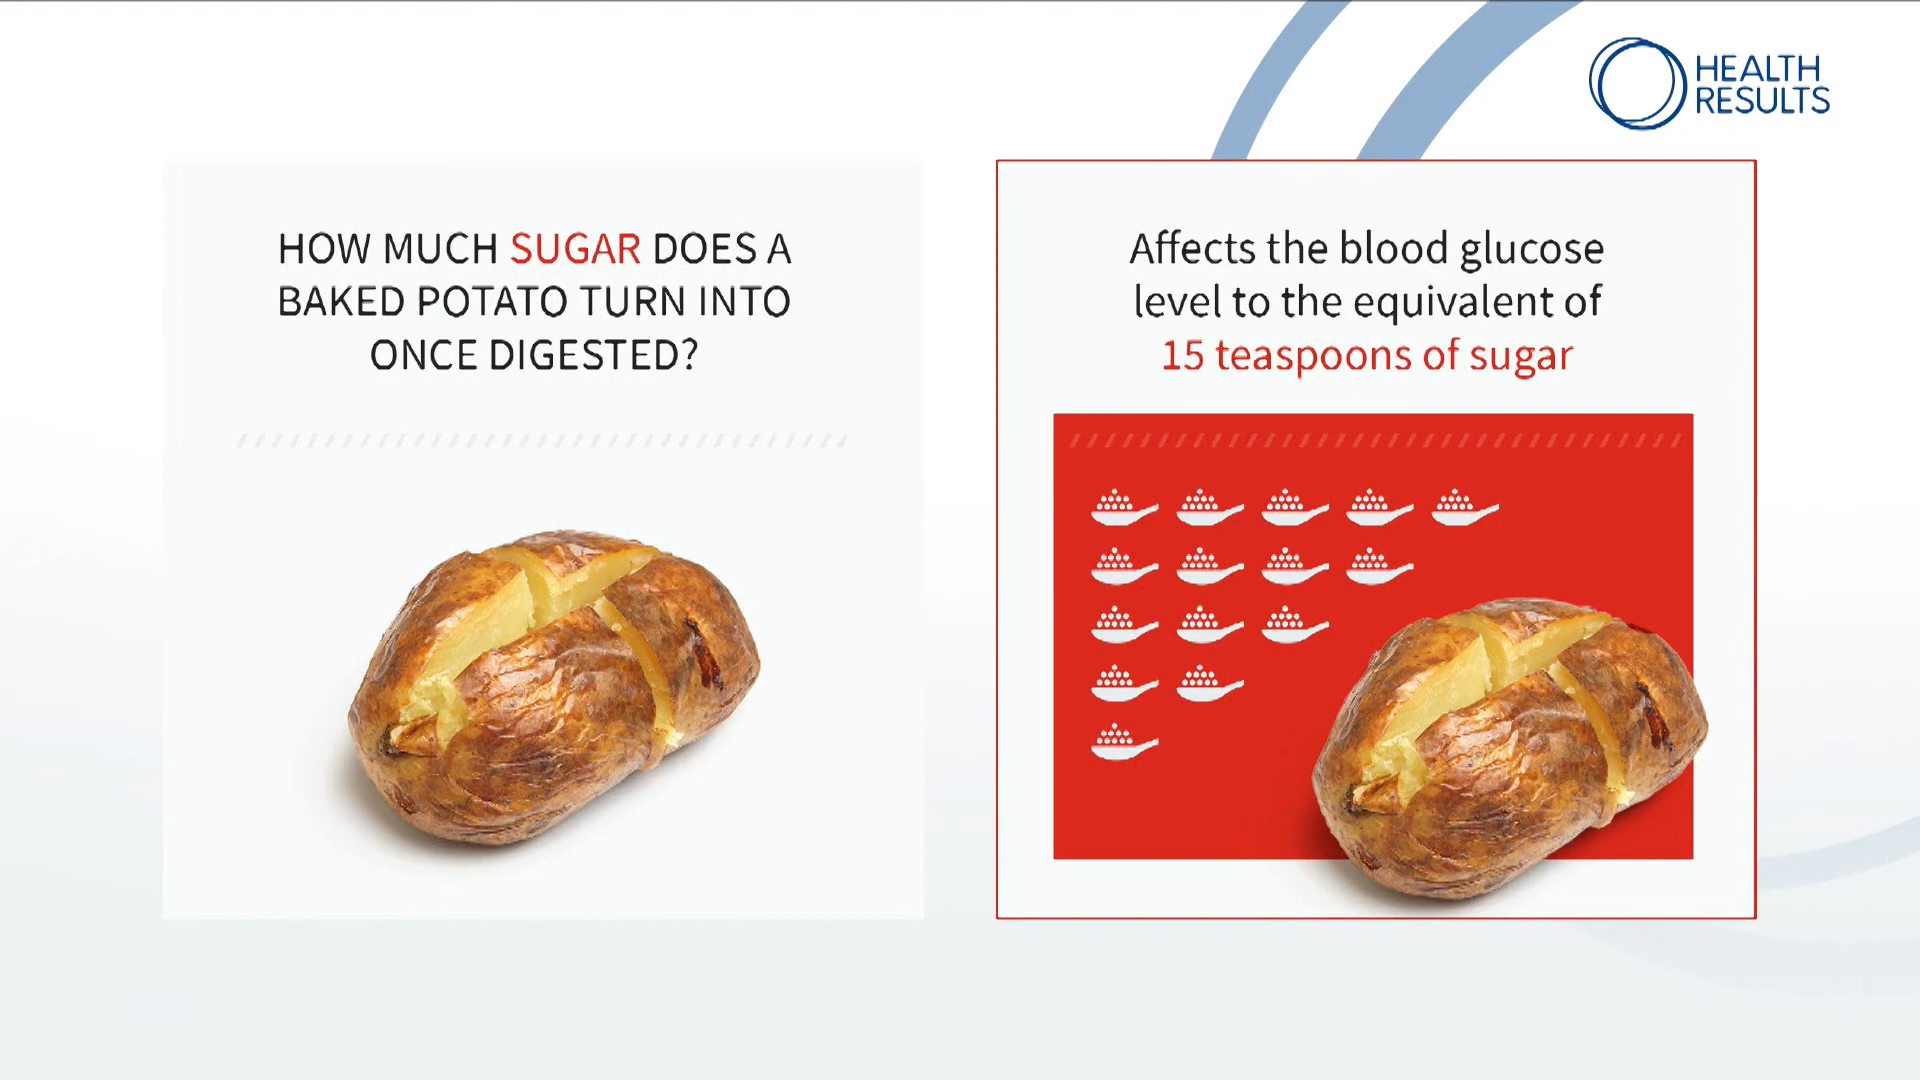 HEALTH
RESULTS
HOW MUCH SUGAR DOES A
BAKED POTATO TURN INTO
ONCE DIGESTED?
Affects the blood glucose
level to the equivalent of
15 teaspoons of sugar